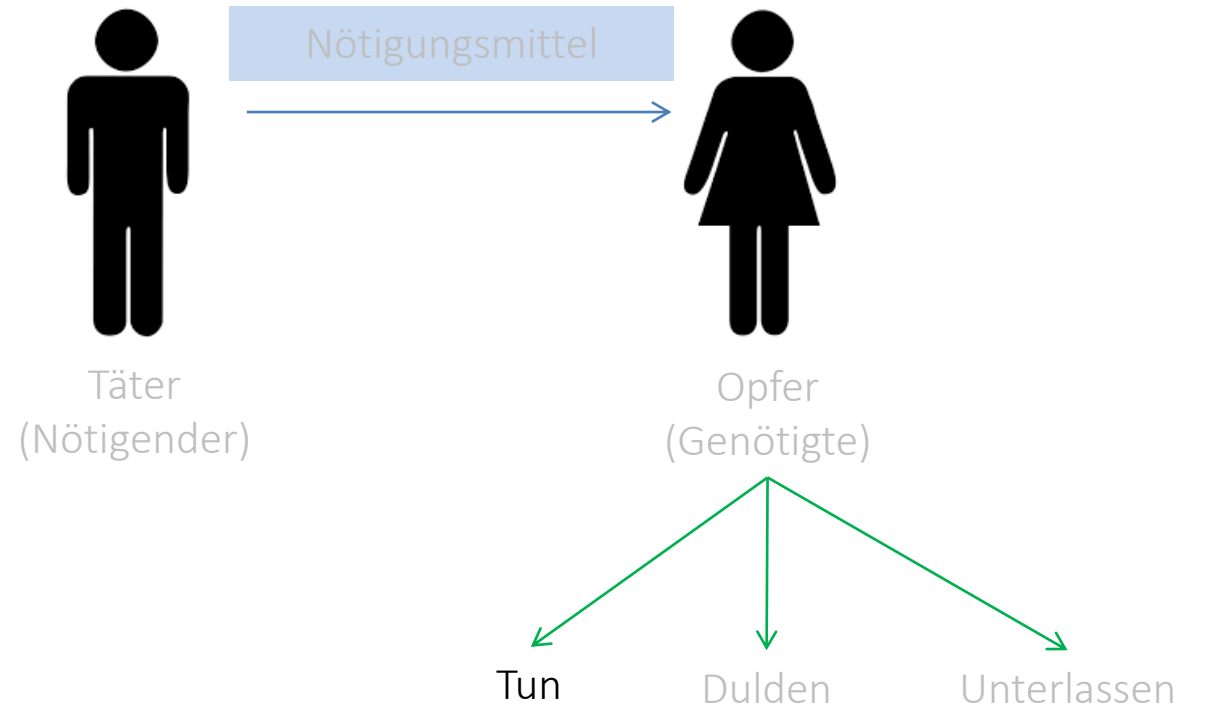 Nötigungsmittel
Täter
(Nötigender)
Opfer
(Genötigte)
Tun
Dulden
Unterlassen